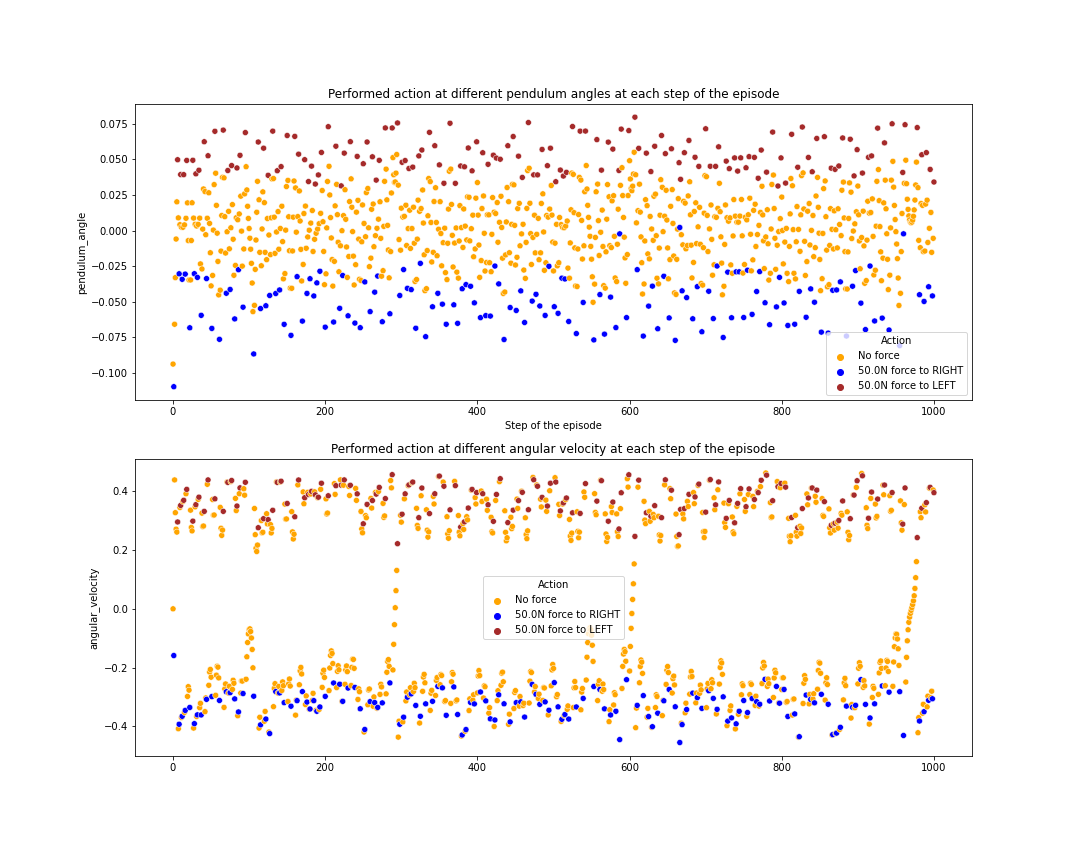 Performed action at different pendulum angles at each step of the episode
pendulum_angle
0.075
0.050
0.025
0.000
−0.025
−0.050
−0.075
−0.100
Action
No force
50.0N force to RIGHT
50.0N force to LEFT
0
200
400
600
800
1000
Step of the episode
Performed action at different angular velocity at each step of the episode
angular_velocity
0.4
0.2
0.0
−0.2
−0.4
Action
No force
50.0N force to RIGHT
50.0N force to LEFT
0
200
400
600
800
1000